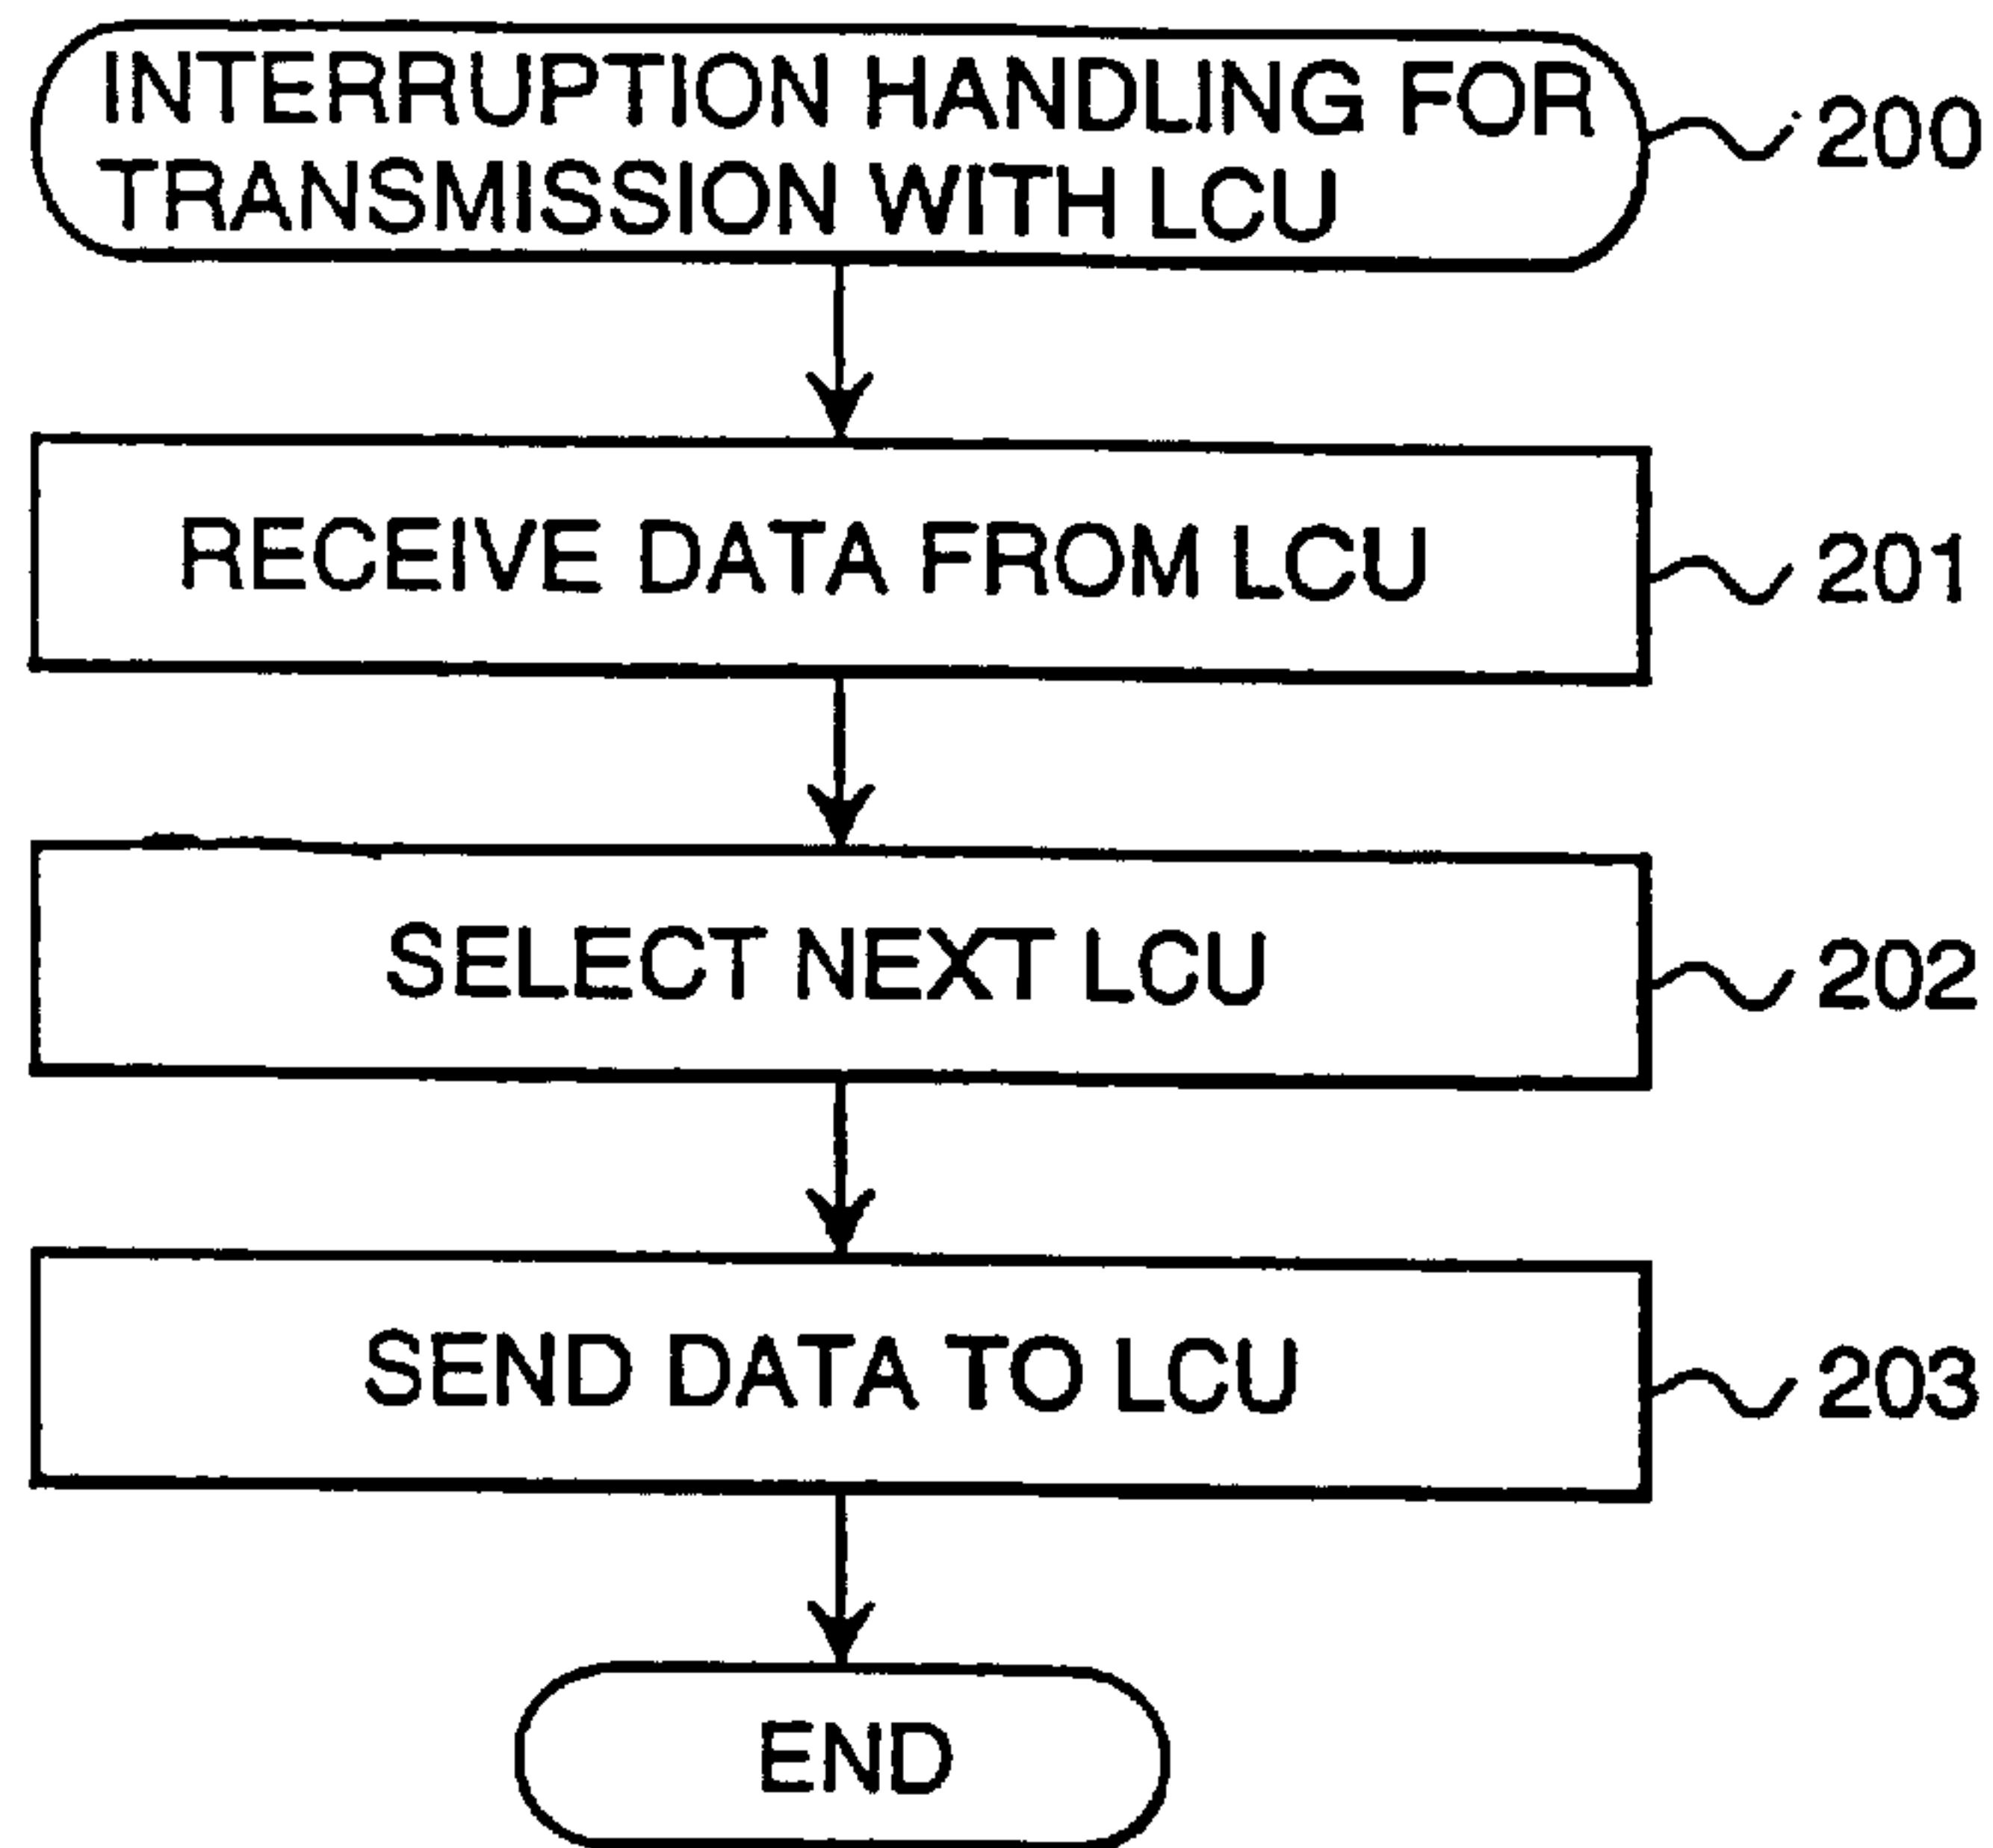 INTERRUPTION HANDLING FOR
TRANSMISSION WITH LCU
200
RECEIVE DATA FROM LCU
201
SELECT NEXT LCU
202
SEND DATA TO LCU
203
END